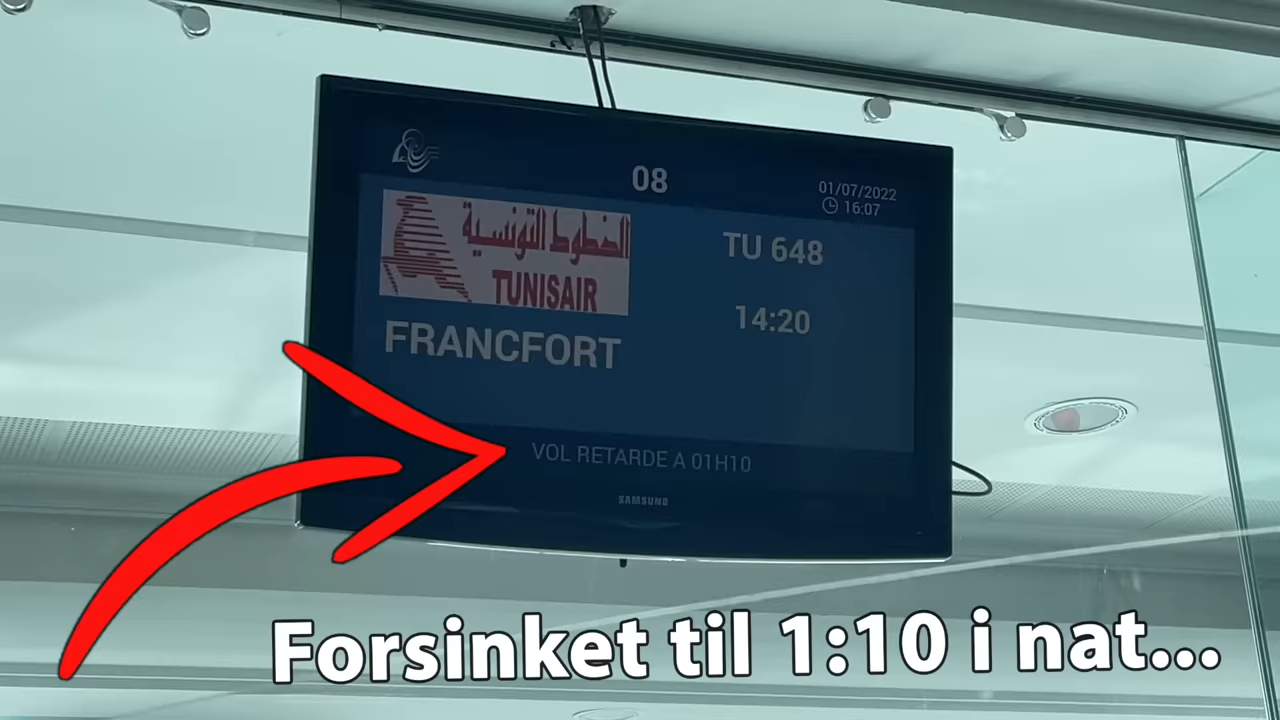 08
01/07/2022
16:07
الخطوط التونسية
TUNISAIR
TU 648
14:20
FRANCFORT
VOL RETARDE A 01H10
SAMSUNG
Forsinket til 1:10 i nat...